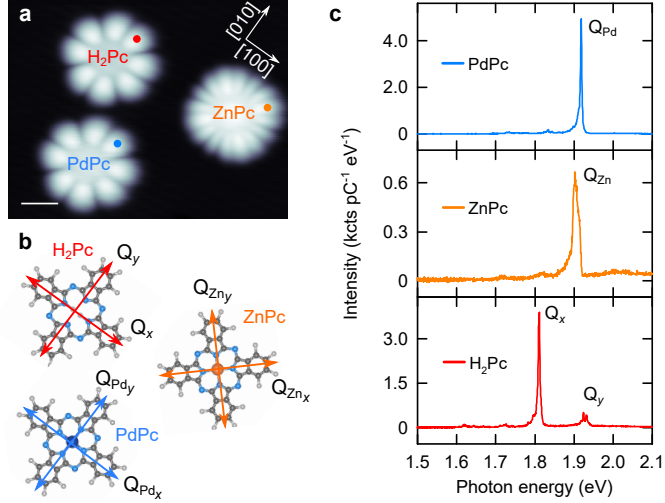 a
H₂Pc
[010]
[100]
ZnPc
PdPc
b
H₂Pc
Qy
Qx
QZny
ZnPc
QZnx
QPdy
PdPc
QPdx
c
Intensity (kcts pC⁻¹ eV⁻¹)
4.0
2.0
0
PdPc
QPd
0.6
0.3
0
ZnPc
QZn
3.0
1.5
0
H₂Pc
Qx
Qy
1.5 1.6 1.7 1.8 1.9 2.0 2.1
Photon energy (eV)